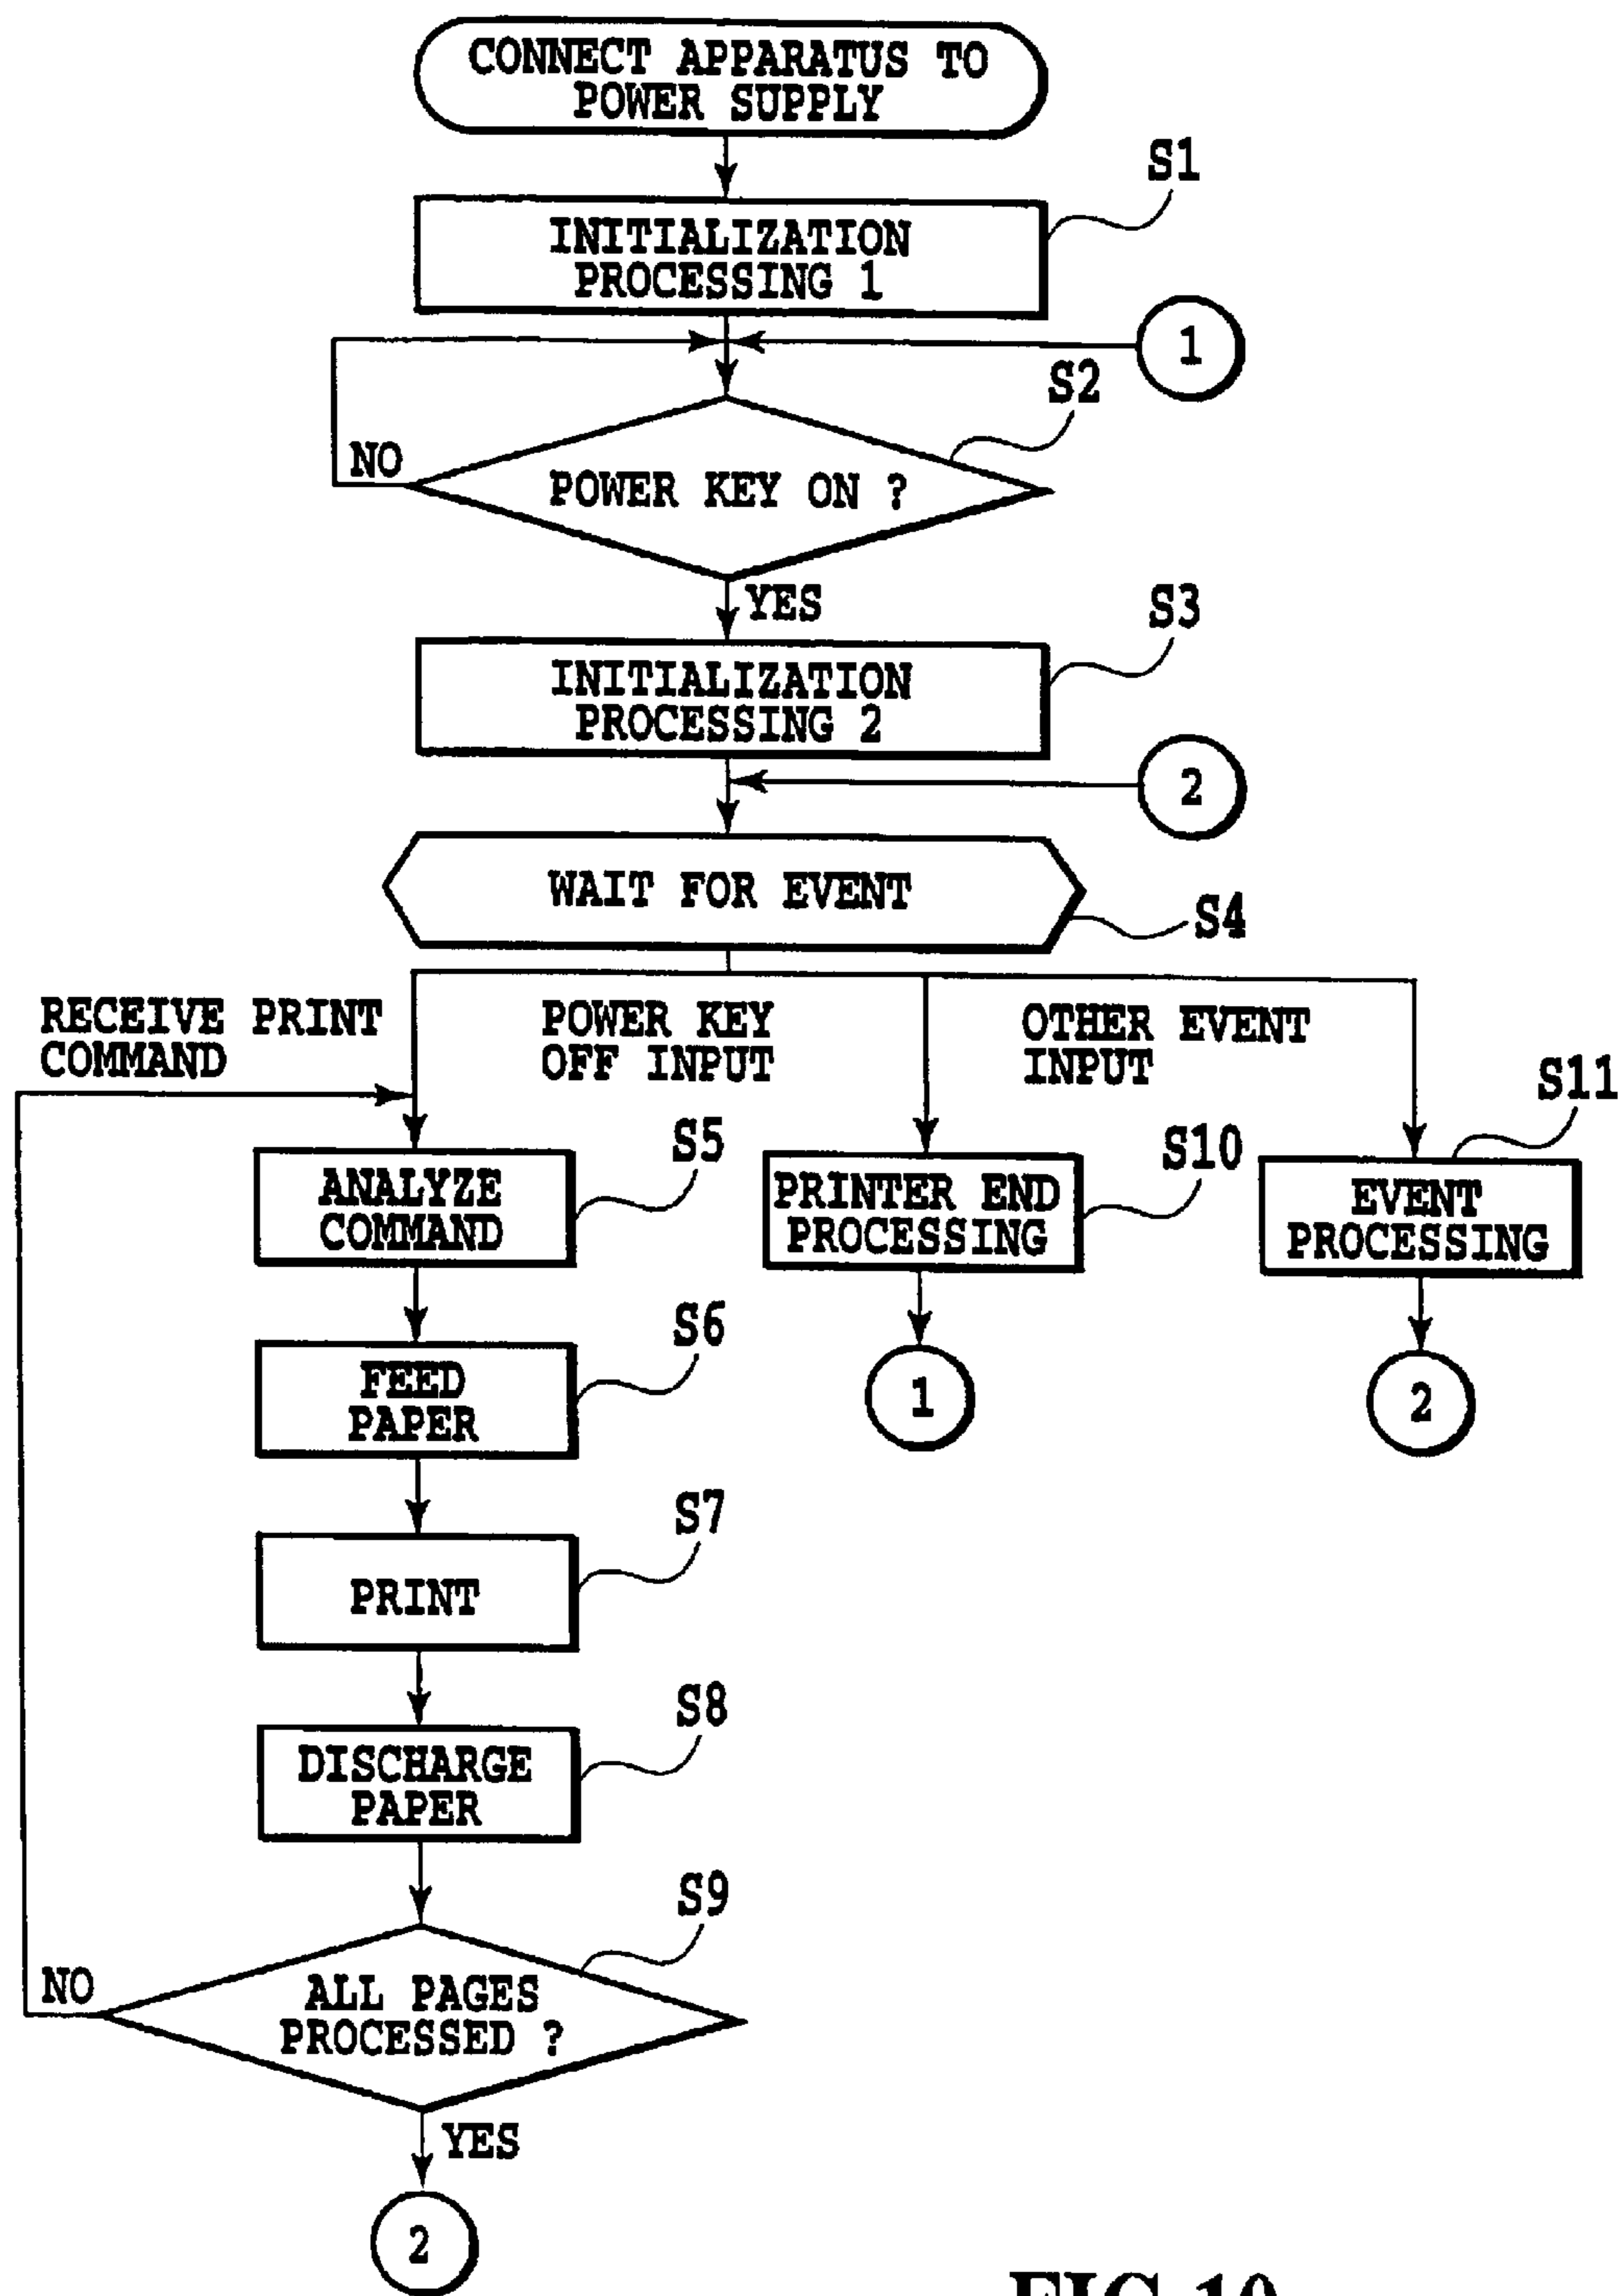 CONNECT APPARATUS TO
POWER SUPPLY
S1
INITIALIZATION
PROCESSING 1
1
S2
NO
POWER KEY ON ?
YES
S3
INITIALIZATION
PROCESSING 2
2
WAIT FOR EVENT
S4
RECEIVE PRINT
COMMAND
POWER KEY
OFF INPUT
OTHER EVENT
INPUT
S5
ANALYZE
COMMAND
S10
PRINTER END
PROCESSING
S11
EVENT
PROCESSING
S6
FEED
PAPER
1
2
S7
PRINT
S8
DISCHARGE
PAPER
S9
NO
ALL PAGES
PROCESSED ?
YES
2
FIG.10